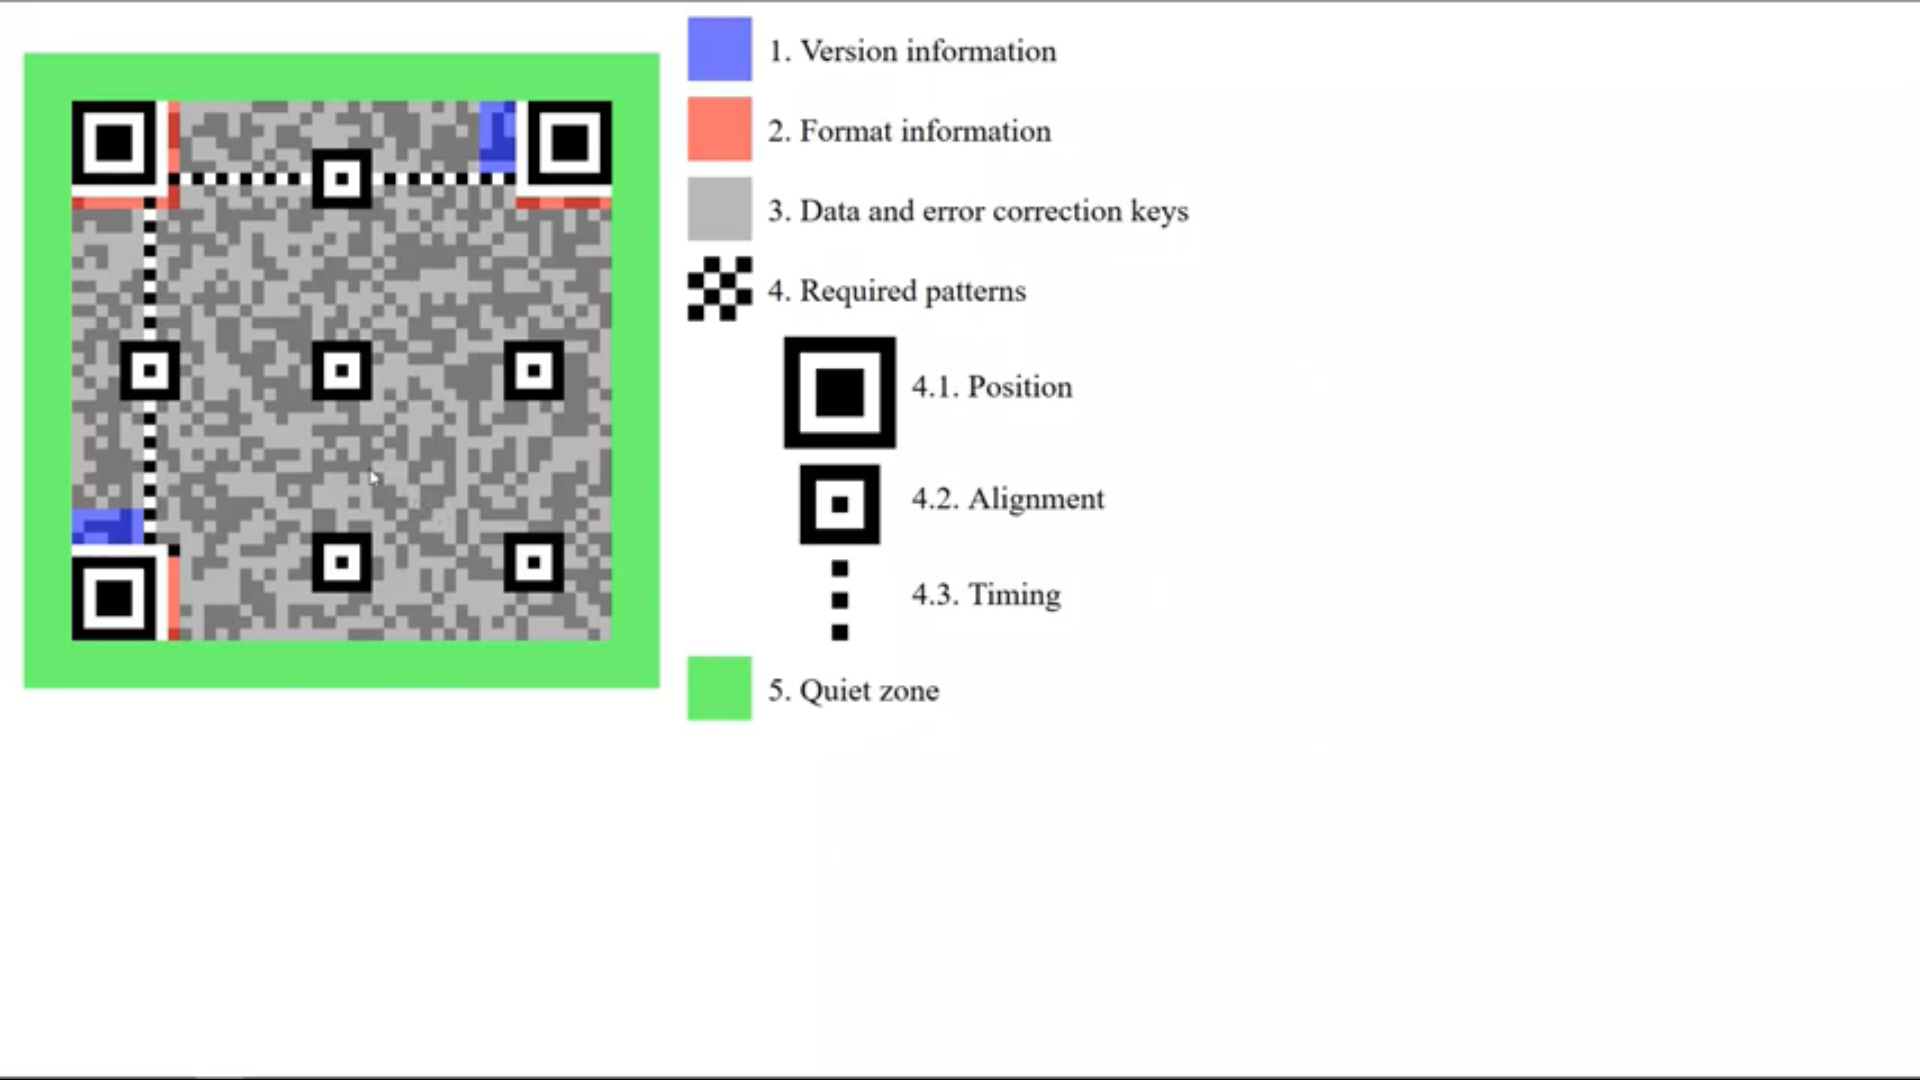 1. Version information
2. Format information
3. Data and error correction keys
4. Required patterns
4.1. Position
4.2. Alignment
4.3. Timing
5. Quiet zone